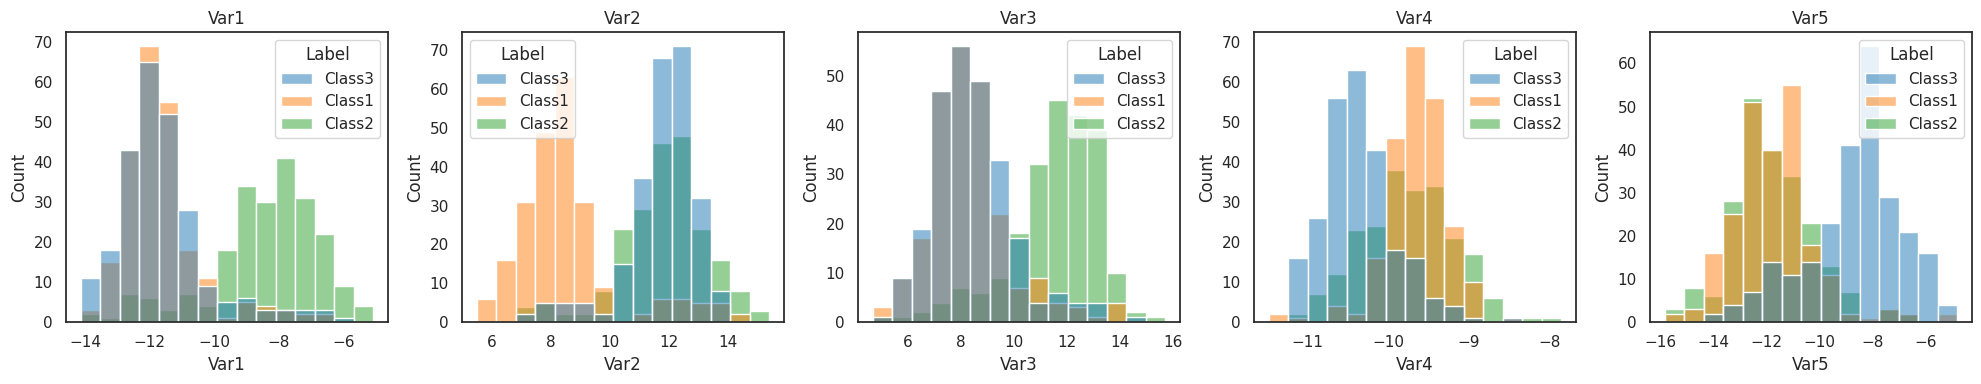 Var1
Label
Class3
Class1
Class2
Count
70
60
50
40
30
20
10
0
−14 −12 −10 −8 −6
Var1
Var2
Label
Class3
Class1
Class2
Count
70
60
50
40
30
20
10
0
6 8 10 12 14
Var2
Var3
Label
Class3
Class1
Class2
Count
50
40
30
20
10
0
6 8 10 12 14 16
Var3
Var4
Label
Class3
Class1
Class2
Count
70
60
50
40
30
20
10
0
−11 −10 −9 −8
Var4
Var5
Label
Class3
Class1
Class2
Count
60
50
40
30
20
10
0
−16 −14 −12 −10 −8 −6
Var5